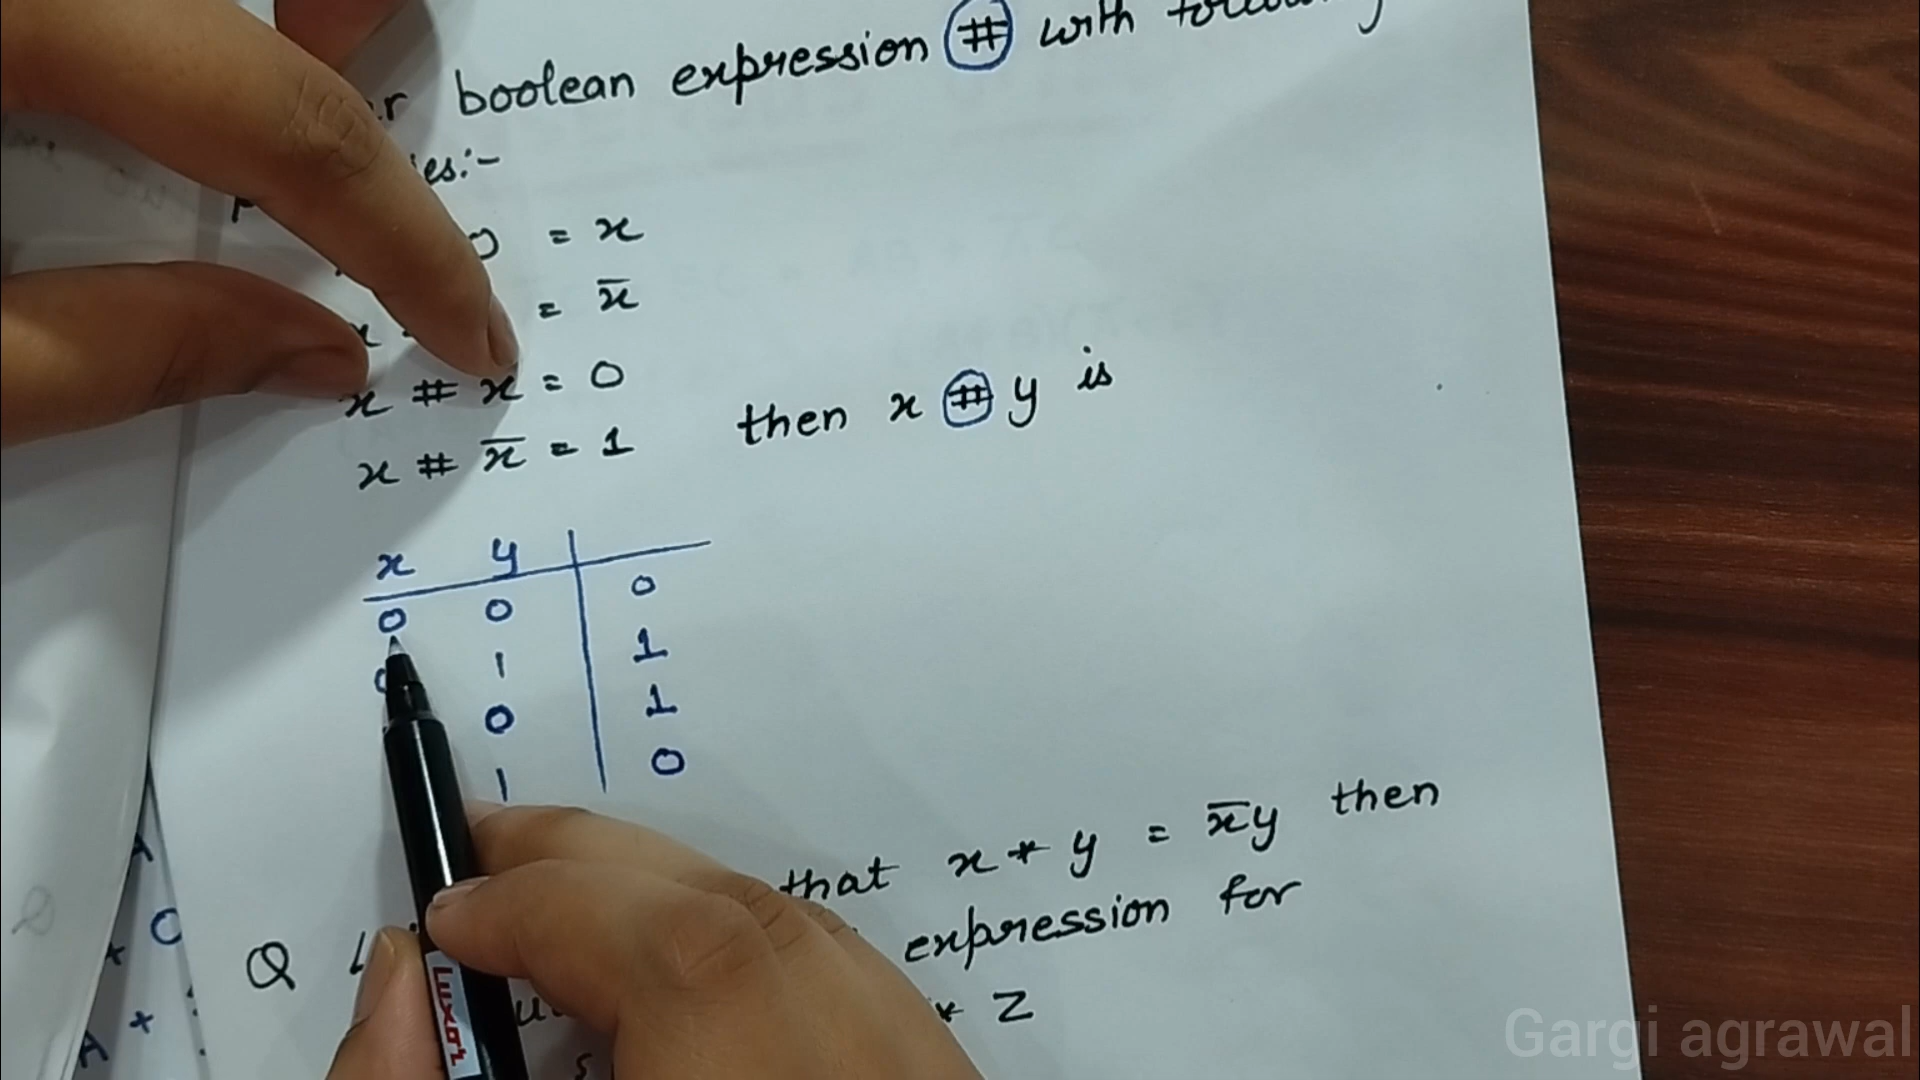 boolean expression # with
= x
= x̅
x # x = 0
x # x̅ = 1 then x # y is
x y
0 0 0
1 1
0 1
1 0
that x * y = x̅y then
Q expression for
* Z
LUXOR
Gargi agrawal